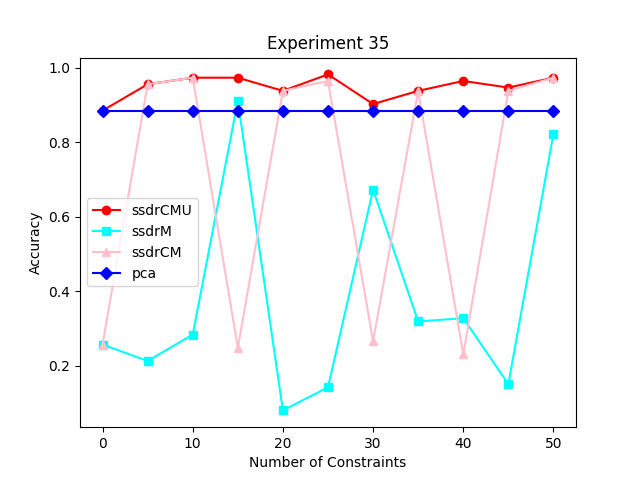 Experiment 35
1.0
0.8
0.6
0.4
0.2
Accuracy
ssdrCMU
ssdrM
ssdrCM
pca
0 10 20 30 40 50
Number of Constraints